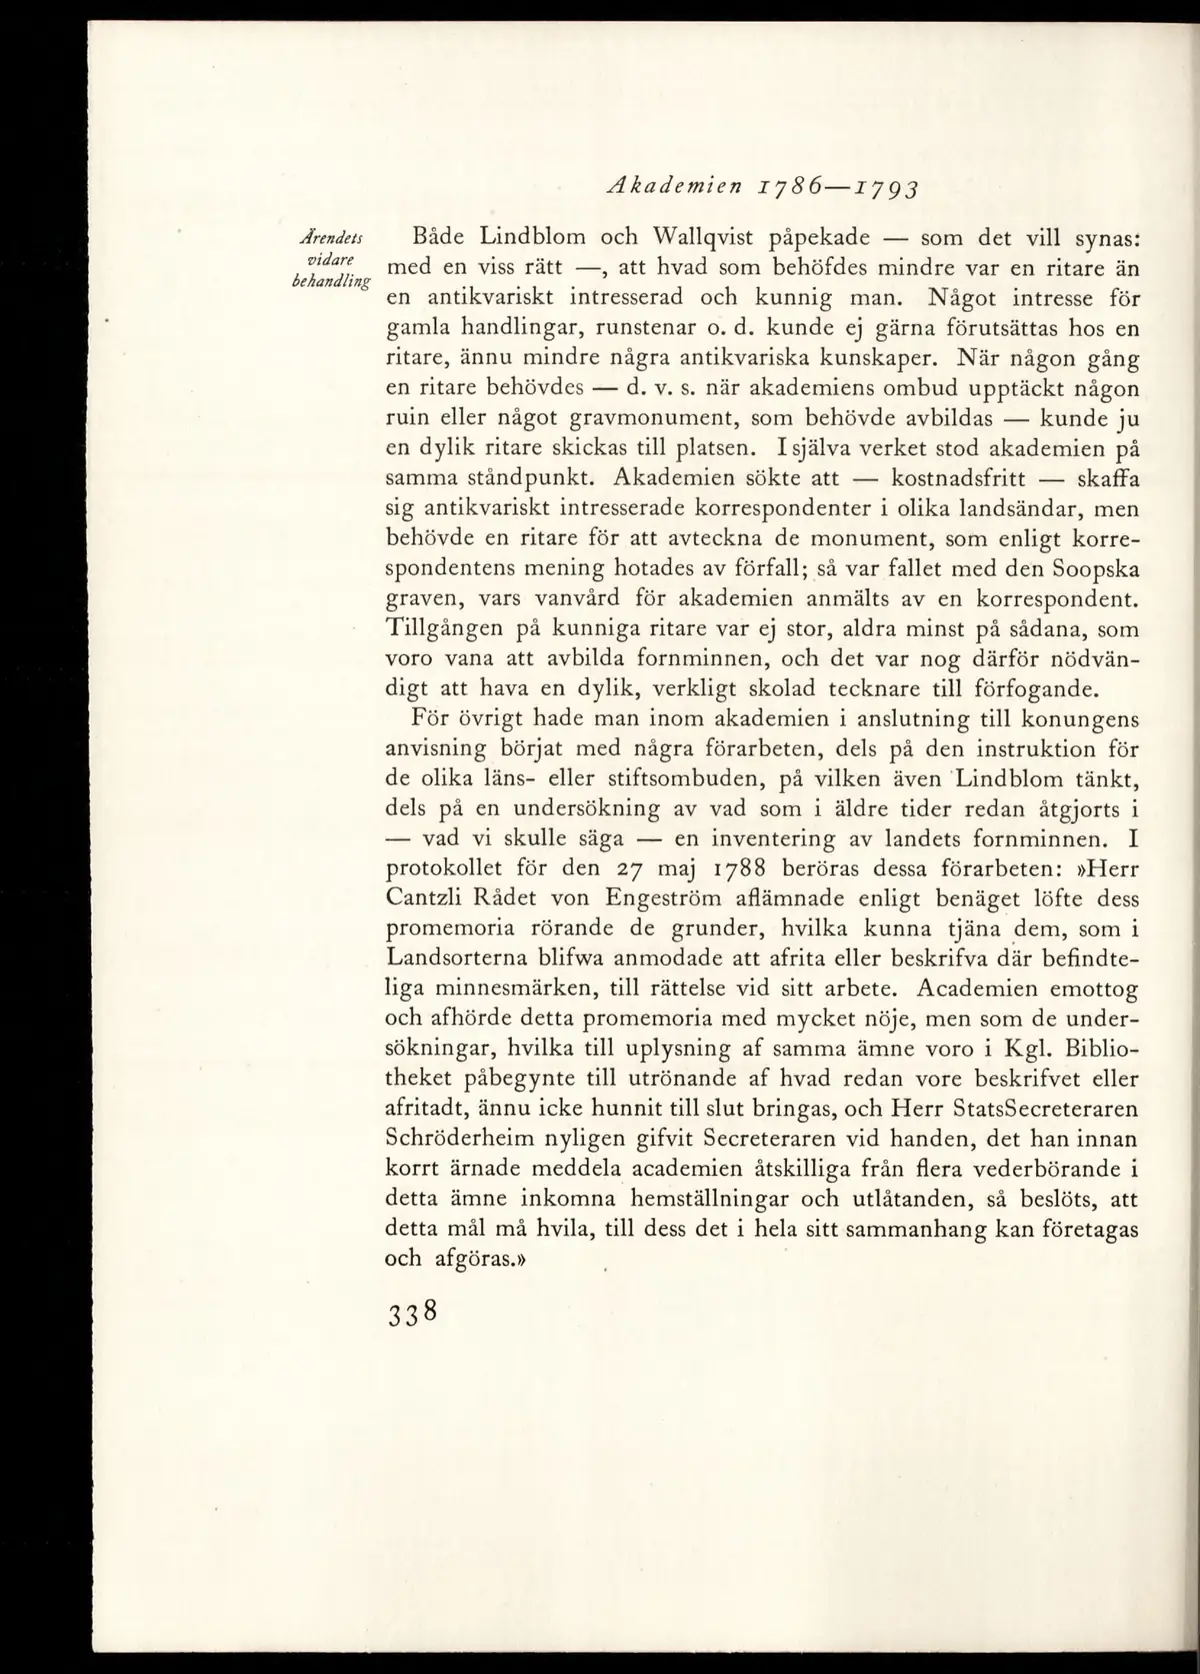 Akademien 1786—1793
Ärendets
vidare
behandling
Både Lindblom och Wallqvist påpekade — som det vill synas:
med en viss rätt —, att hvad som behöfdes mindre var en ritare än
en antikvariskt intresserad och kunnig man. Något intresse för
gamla handlingar, runstenar o. d. kunde ej gärna förutsättas hos en
ritare, ännu mindre några antikvariska kunskaper. När någon gång
en ritare behövdes — d. v. s. när akademiens ombud upptäckt någon
ruin eller något gravmonument, som behövde avbildas — kunde ju
en dylik ritare skickas till platsen. I själva verket stod akademien på
samma ståndpunkt. Akademien sökte att — kostnadsfritt — skaffa
sig antikvariskt intresserade korrespondenter i olika landsändar, men
behövde en ritare för att avteckna de monument, som enligt korre-
spondentens mening hotades av förfall; så var fallet med den Soopska
graven, vars vanvård för akademien anmälts av en korrespondent.
Tillgången på kunniga ritare var ej stor, aldra minst på sådana, som
voro vana att avbilda fornminnen, och det var nog därför nödvän-
digt att hava en dylik, verkligt skolad tecknare till förfogande.
För övrigt hade man inom akademien i anslutning till konungens
anvisning börjat med några förarbeten, dels på den instruktion för
de olika läns- eller stiftsombuden, på vilken även Lindblom tänkt,
dels på en undersökning av vad som i äldre tider redan åtgjorts i
— vad vi skulle säga — en inventering av landets fornminnen. I
protokollet för den 27 maj 1788 beröras dessa förarbeten: »Herr
Cantzli Rådet von Engeström aflämnade enligt benäget löfte dess
promemoria rörande de grunder, hvilka kunna tjäna dem, som i
Landsorterna blifwa anmodade att afrita eller beskrifva där befindte-
liga minnesmärken, till rättelse vid sitt arbete. Academien emottog
och afhörde detta promemoria med mycket nöje, men som de under-
sökningar, hvilka till uplysning af samma ämne voro i Kgl. Biblio-
theket påbegynte till utrönande af hvad redan vore beskrifvet eller
afritadt, ännu icke hunnit till slut bringas, och Herr StatsSecreteraren
Schröderheim nyligen gifvit Secreteraren vid handen, det han innan
korrt ärnade meddela academien åtskilliga från flera vederbörande i
detta ämne inkomna hemställningar och utlåtanden, så beslöts, att
detta mål må hvila, till dess det i hela sitt sammanhang kan företagas
och afgöras.»
338